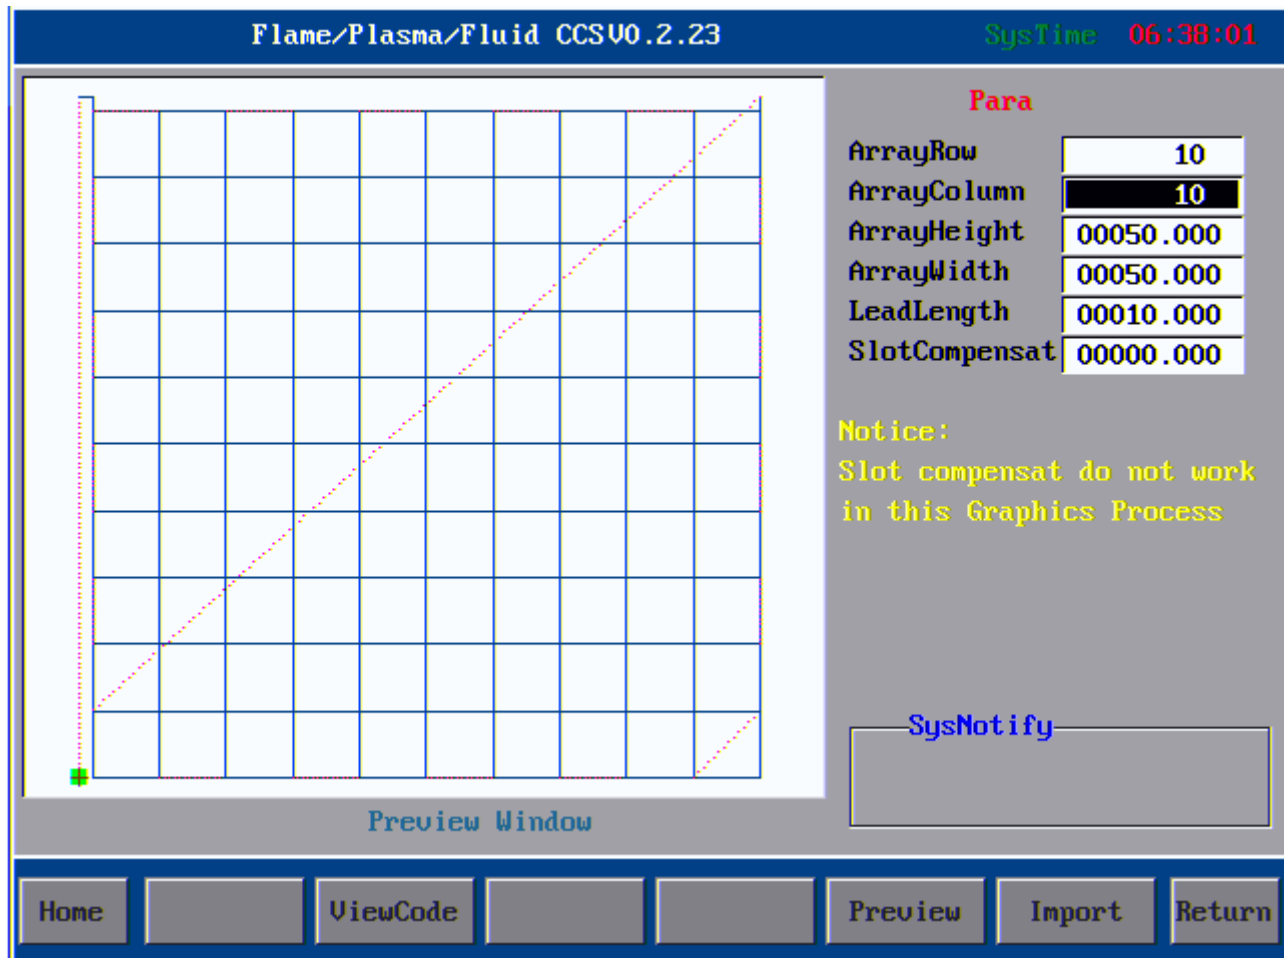 Flame/Plasma/Fluid CCSV0.2.23 SysTime 06:38:01
Para
ArrayRow 10
ArrayColumn 10
ArrayHeight 00050.000
ArrayWidth 00050.000
LeadLength 00010.000
SlotCompensat 00000.000
Notice:
Slot compensat do not work
in this Graphics Process
SysNotify
Preview Window
Home ViewCode Preview Import Return